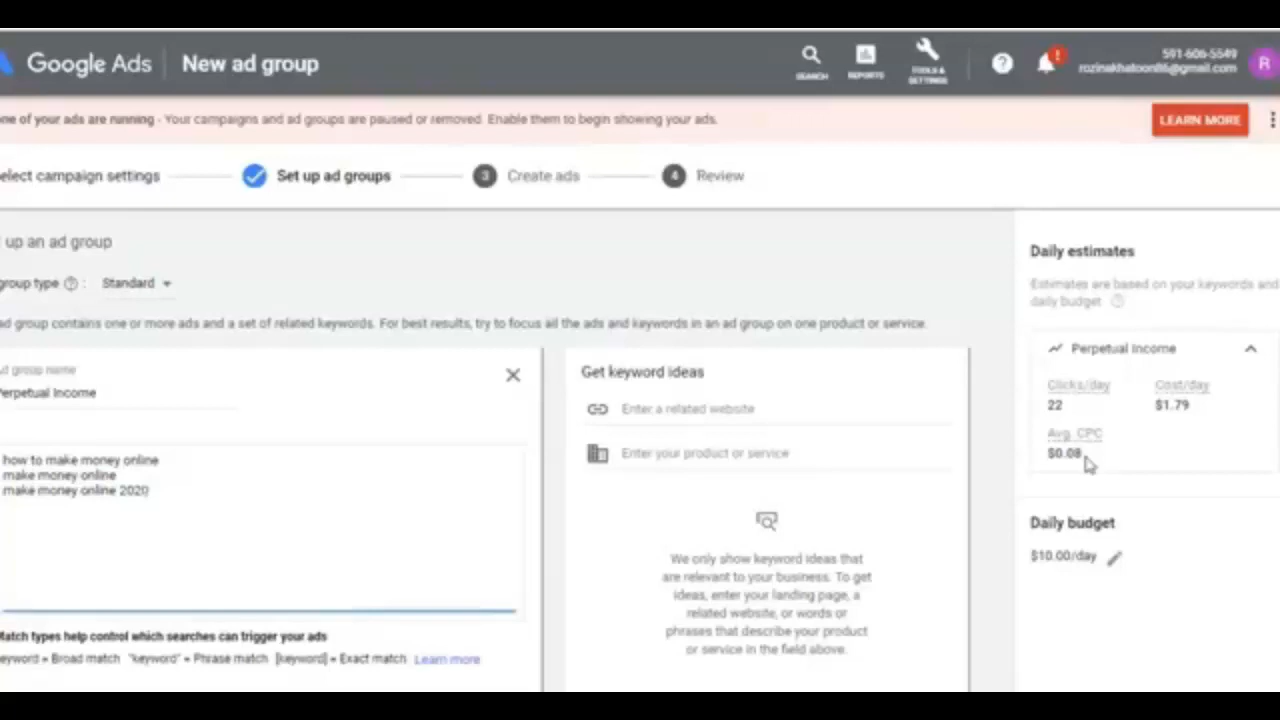 Google Ads
New ad group
SEARCH
REPORTS
TOOLS &
SETTINGS
?
!
591-606-5549
rozinakhatoon86@gmail.com
R
one of your ads are running - Your campaigns and ad groups are paused or removed. Enable them to begin showing your ads.
LEARN MORE
elect campaign settings
Set up ad groups
3
Create ads
4
Review
up an ad group
group type ? :
Standard
ad group contains one or more ads and a set of related keywords. For best results, try to focus all the ads and keywords in an ad group on one product or service.
d group name
Perpetual Income
how to make money online
make money online
make money online 2020
Match types help control which searches can trigger your ads
eyword = Broad match "keyword" = Phrase match [keyword] = Exact match Learn more
Get keyword ideas
Enter a related website
Enter your product or service
We only show keyword ideas that
are relevant to your business. To get
ideas, enter your landing page, a
related website, or words or
phrases that describe your product
or service in the field above.
Daily estimates
Estimates are based on your keywords and
daily budget ?
Perpetual Income
Clicks/day
22
Cost/day
$1.79
Avg. CPC
$0.08
Daily budget
$10.00/day